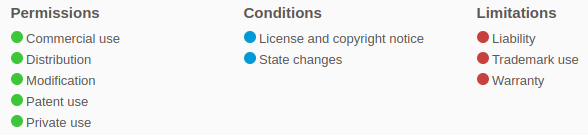 Permissions
Commercial use
Distribution
Modification
Patent use
Private use
Conditions
License and copyright notice
State changes
Limitations
Liability
Trademark use
Warranty